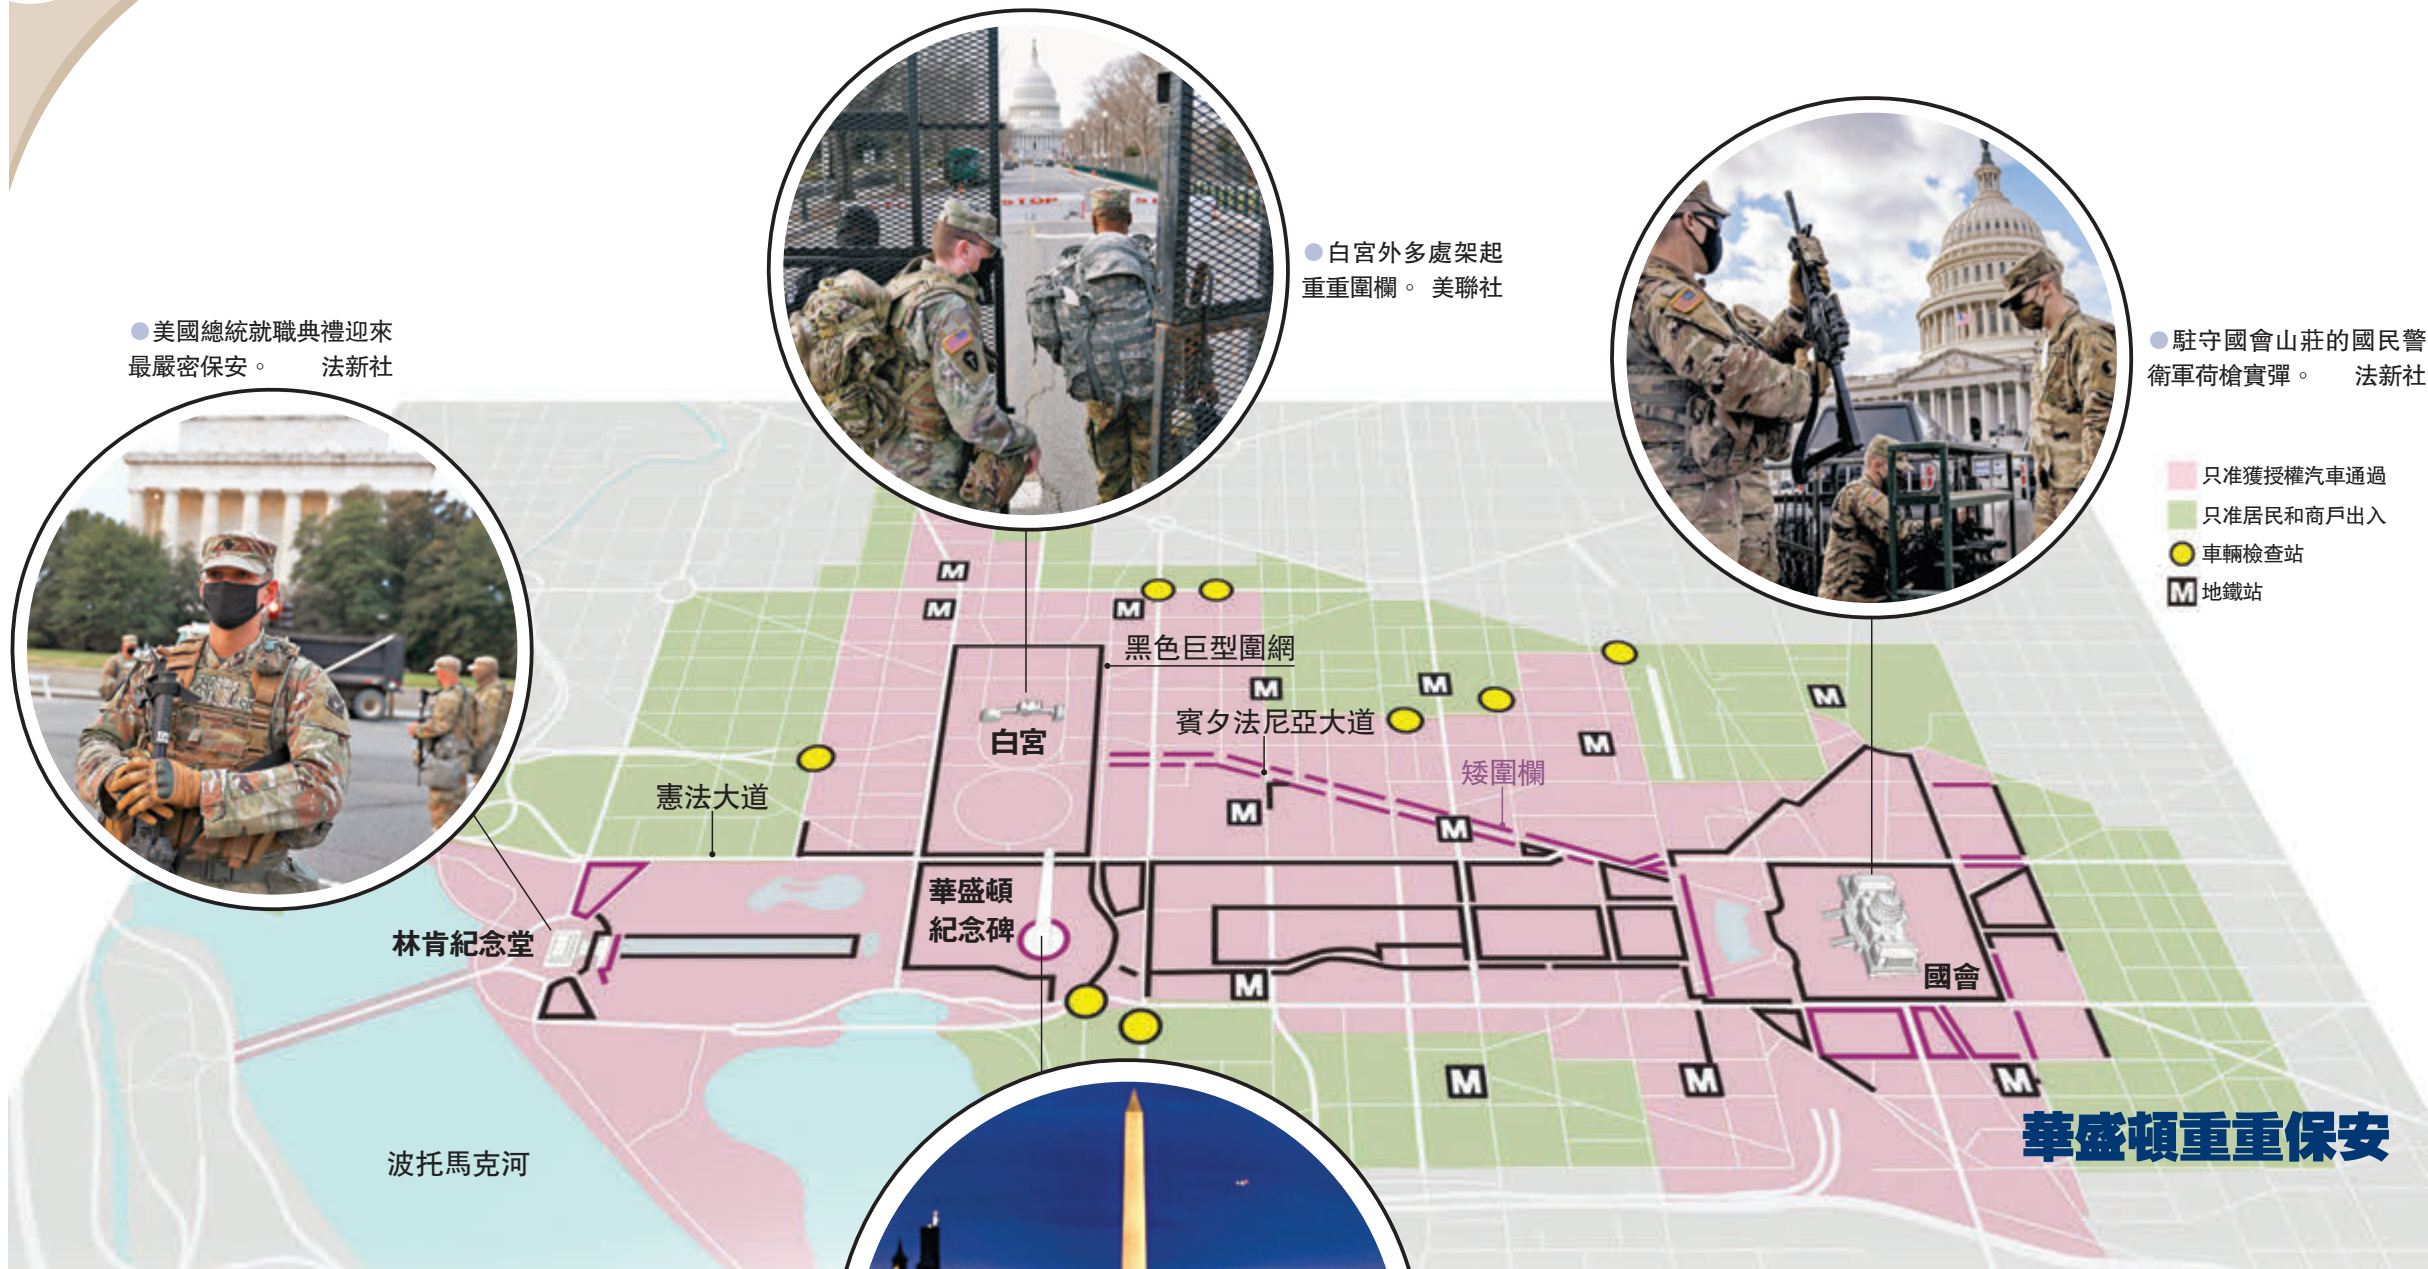 ●白宮外多處架起
重重圍欄。 美聯社
●美國總統就職典禮迎來
最嚴密保安。 法新社
●駐守國會山莊的國民警
衛軍荷槍實彈。 法新社
只准獲授權汽車通過
只准居民和商戶出入
車輛檢查站
M 地鐵站
STOP
M
M
M
黑色巨型圍網
M
M
M
賓夕法尼亞大道
白宮
M
矮圍欄
憲法大道
M
M
華盛頓
紀念碑
林肯紀念堂
國會
M
M
M
M
華盛頓重重保安
波托馬克河